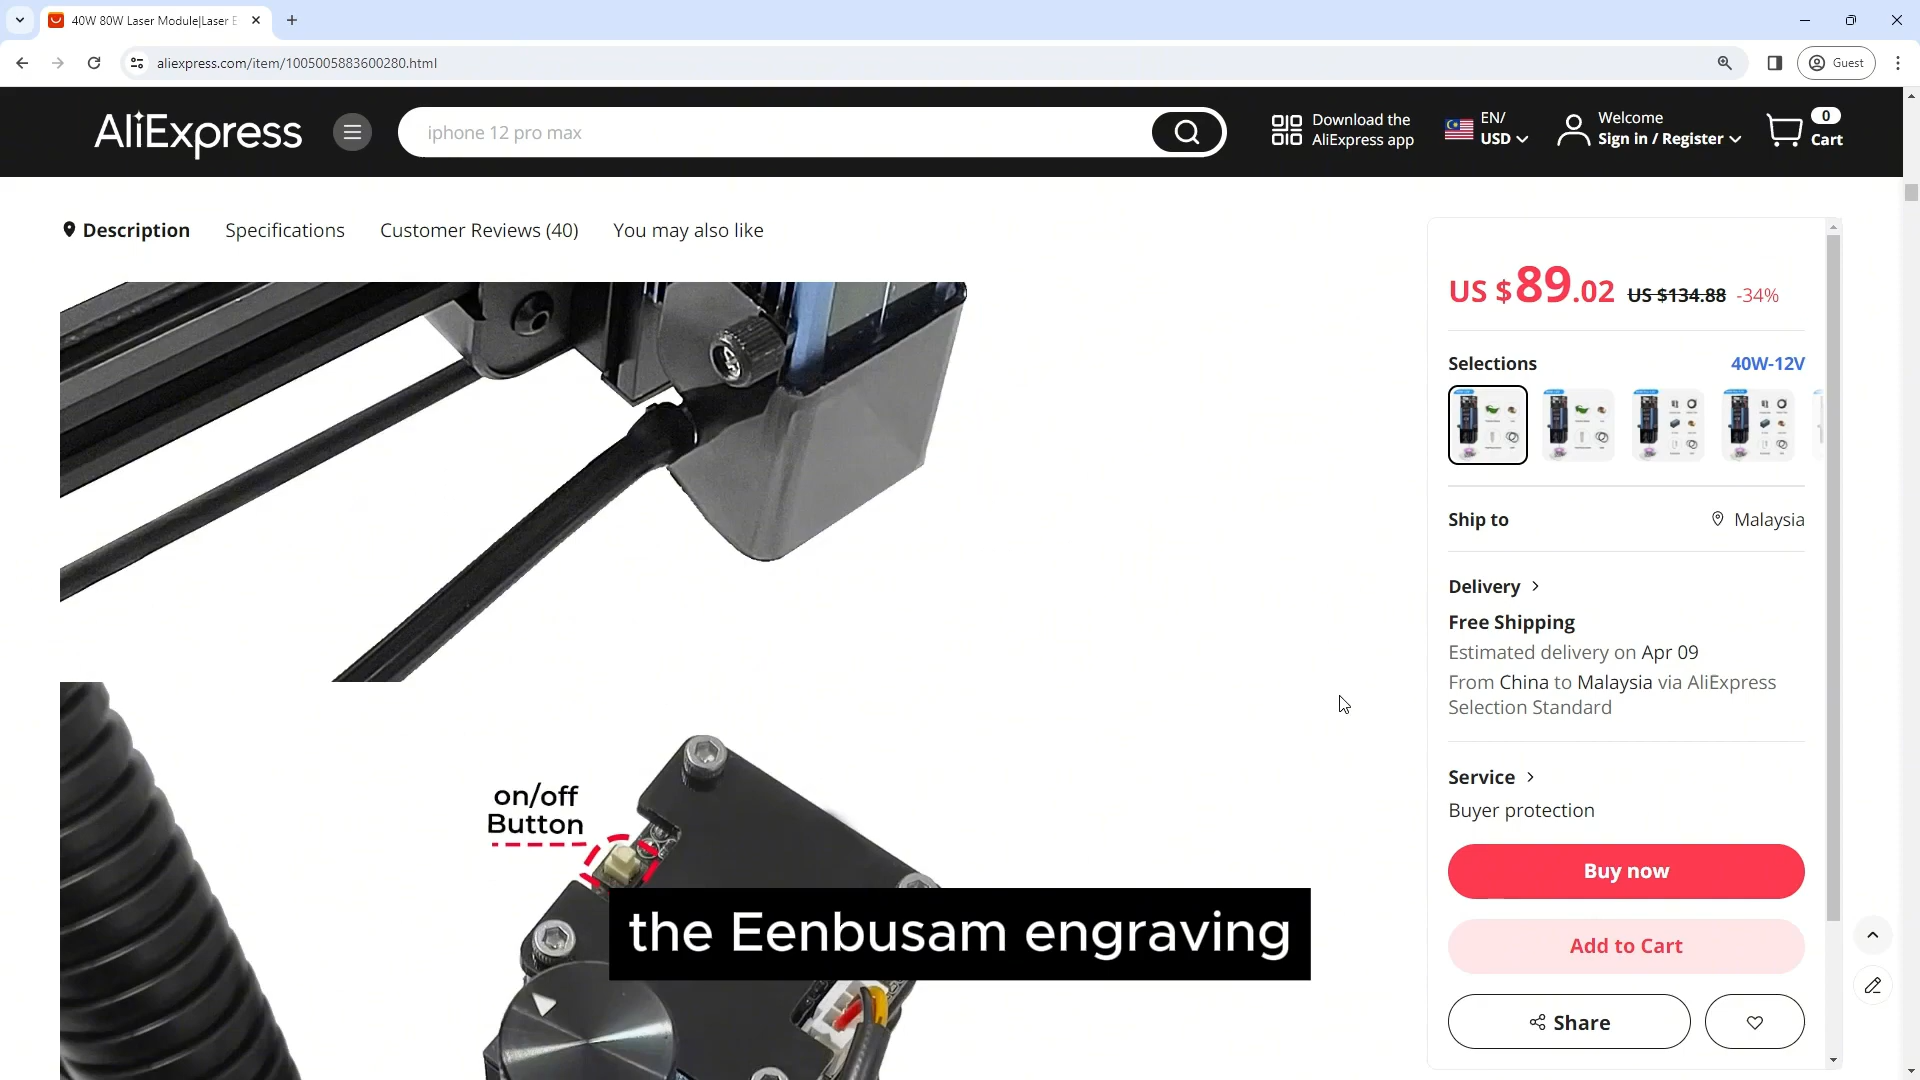 40W 80W Laser Module|Laser E
aliexpress.com/item/1005005883600280.html
Guest
AliExpress
iphone 12 pro max
Download the
AliExpress app
EN/
USD
Welcome
Sign in / Register
0
Cart
Description
Specifications
Customer Reviews (40)
You may also like
US $89.02 US $134.88 -34%
Selections
40W-12V
Ship to
Malaysia
Delivery
Free Shipping
Estimated delivery on Apr 09
From China to Malaysia via AliExpress
Selection Standard
Service
Buyer protection
Buy now
Add to Cart
Share
on/off
Button
the Eenbusam engraving